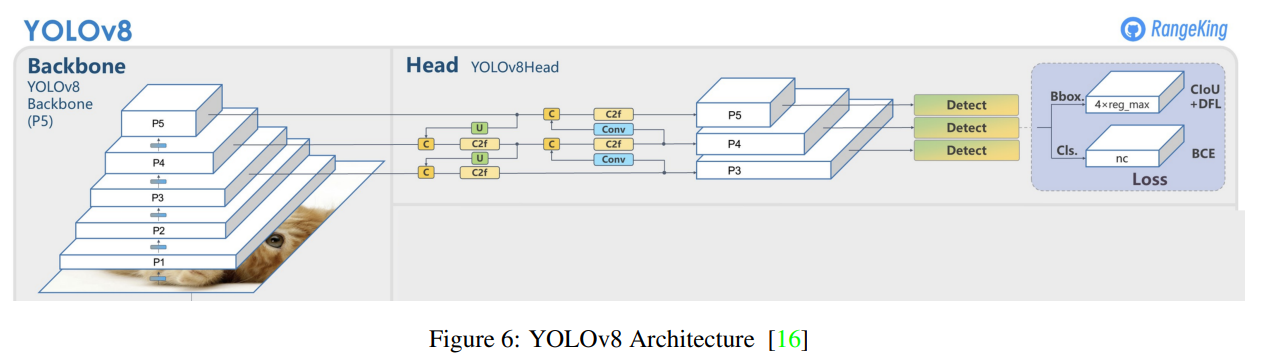 YOLOv8
RangeKing
Backbone
YOLOv8
Backbone
(P5)
P5
P4
P3
P2
P1
Head YOLOv8Head
C
C2f
U
Conv
C
C2f
C
C2f
U
Conv
C
C2f
P5
P4
P3
Detect
Detect
Detect
Bbox.
4×reg_max
CIoU
+DFL
Cls.
nc
BCE
Loss
Figure 6: YOLOv8 Architecture [16]